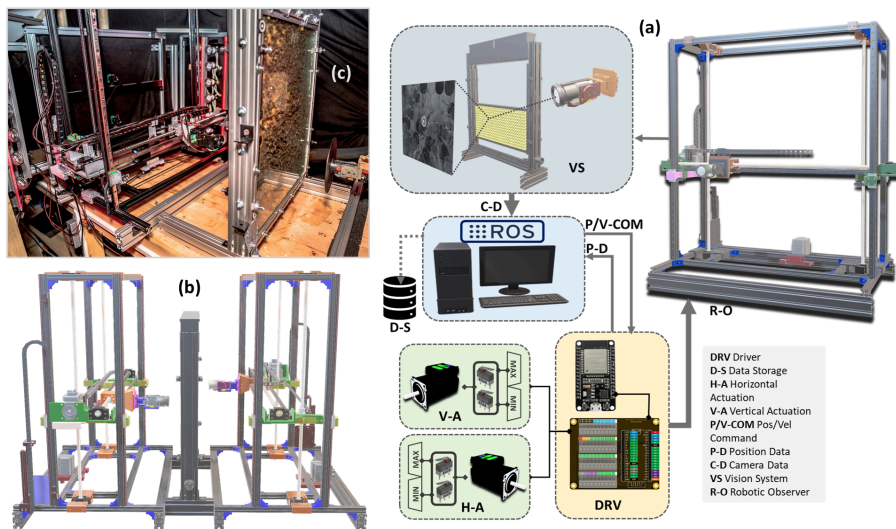 (c)
(a)
VS
C-D
ROS
P/V-COM
P-D
D-S
R-O
(b)
V-A
MAX
MIN
MAX
MIN
H-A
DRV
DRV Driver
D-S Data Storage
H-A Horizontal
Actuation
V-A Vertical Actuation
P/V-COM Pos/Vel
Command
P-D Position Data
C-D Camera Data
VS Vision System
R-O Robotic Observer